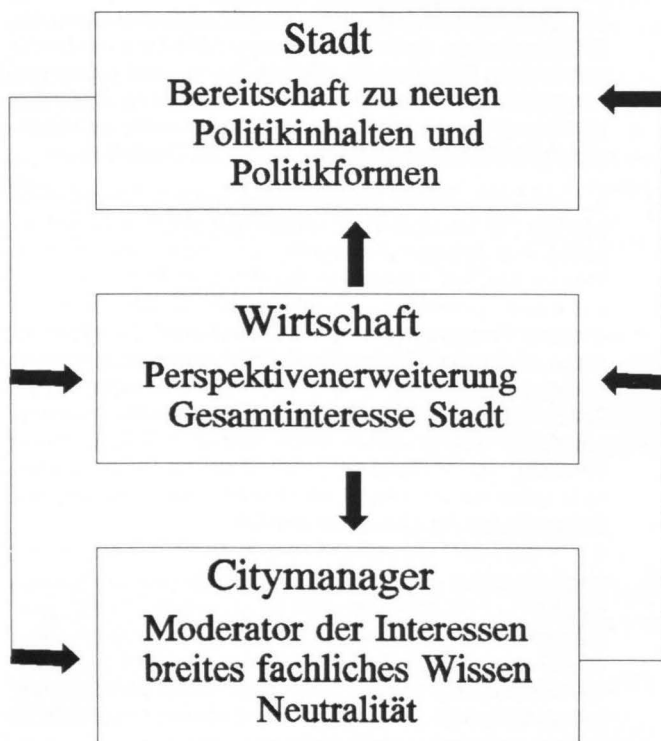 Stadt
Bereitschaft zu neuen
Politikinhalten und
Politikformen
Wirtschaft
Perspektivenerweiterung
Gesamtinteresse Stadt
Citymanager
Moderator der Interessen
breites fachliches Wissen
Neutralität